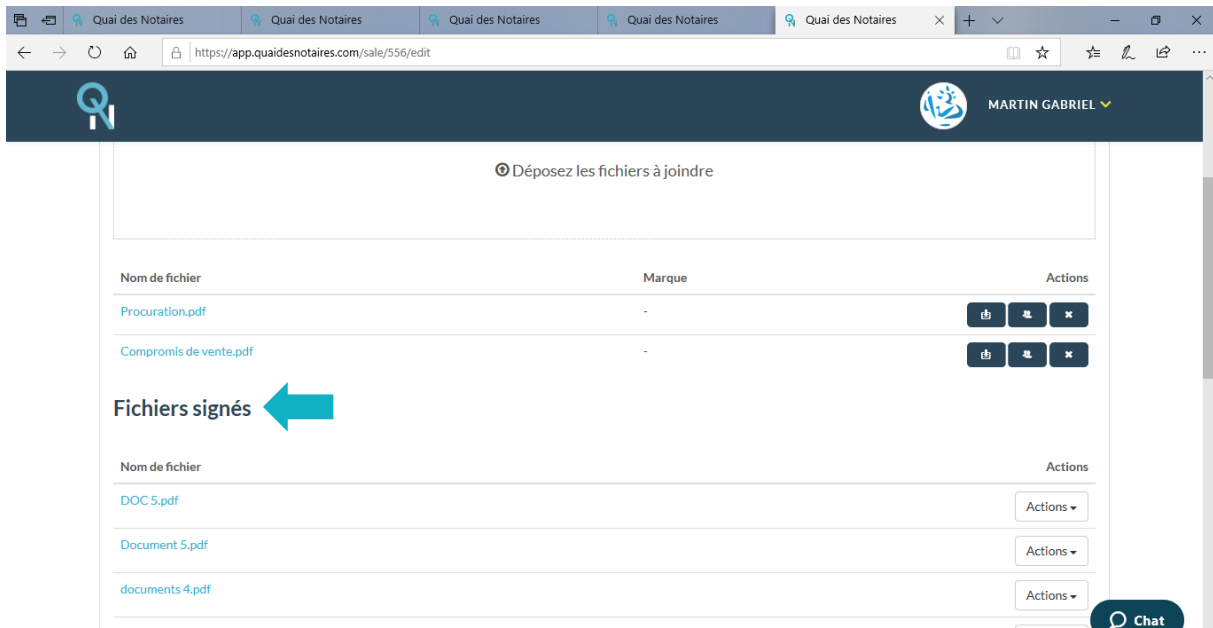 Quai des Notaires Quai des Notaires Quai des Notaires Quai des Notaires Quai des Notaires
https://app.quaidesnotaires.com/sale/556/edit
QN MARTIN GABRIEL
Déposez les fichiers à joindre
Nom de fichier Marque Actions
Procuration.pdf -
Compromis de vente.pdf -
Fichiers signés
Nom de fichier Actions
DOC 5.pdf Actions
Document 5.pdf Actions
documents 4.pdf Actions
Chat